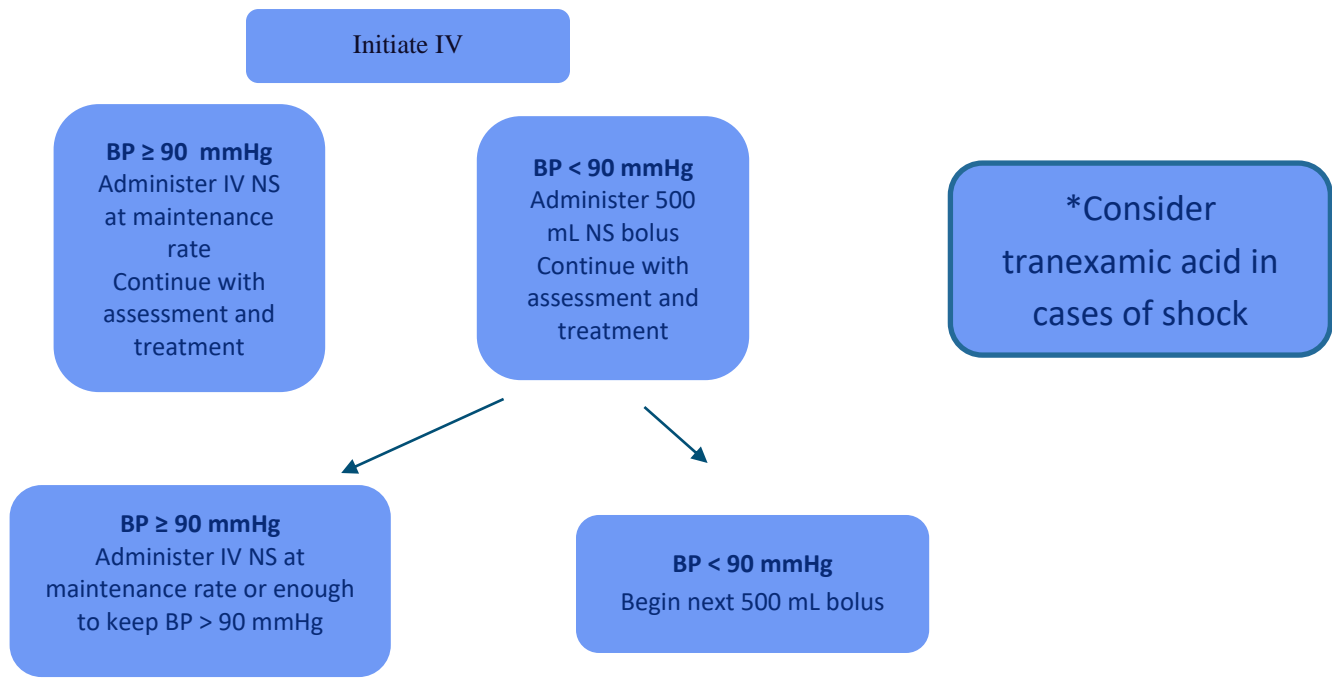 Initiate IV
BP ≥ 90  mmHg
Administer IV NS
at maintenance
rate
Continue with
assessment and
treatment
BP < 90 mmHg
Administer 500
mL NS bolus
Continue with
assessment and
treatment
*Consider
tranexamic acid in
cases of shock
BP ≥ 90 mmHg
Administer IV NS at
maintenance rate or enough
to keep BP > 90 mmHg
BP < 90 mmHg
Begin next 500 mL bolus